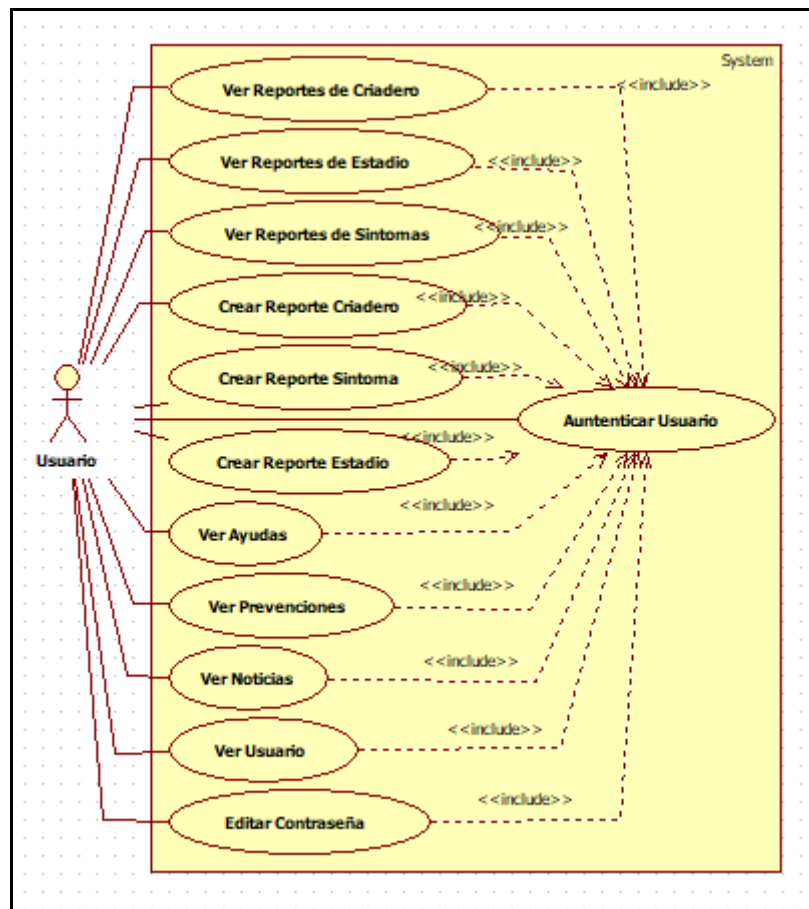 System
Ver Reportes de Criadero
<<include>>
Ver Reportes de Estadio
<<include>>
Ver Reportes de Sintomas
<<include>>
Crear Reporte Criadero
<<include>>
Crear Reporte Sintoma
<<include>>
Auntenticar Usuario
Usuario
Crear Reporte Estadio
<<include>>
Ver Ayudas
<<include>>
Ver Prevenciones
<<include>>
Ver Noticias
<<include>>
Ver Usuario
<<include>>
Editar Contraseña
<<include>>